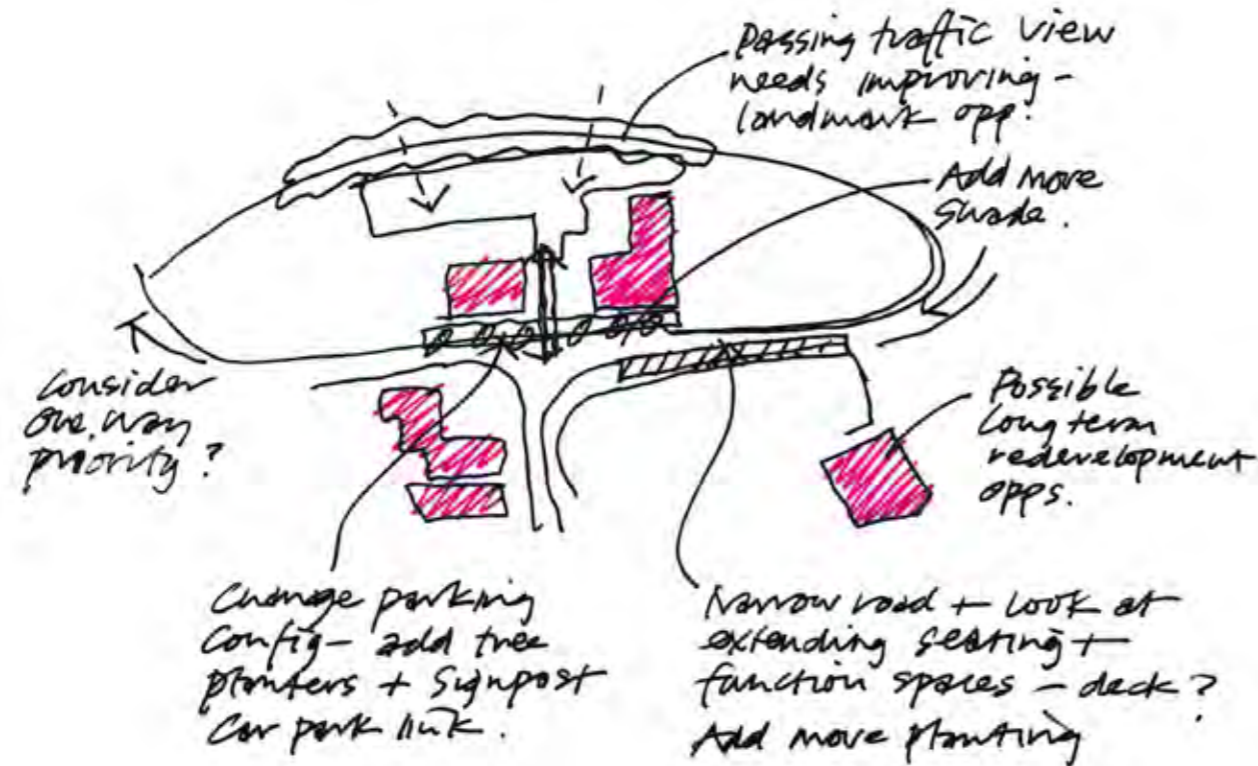 Passing traffic view
needs improving –
landmark opp.
Add more
shade.
Consider
one way
priority?
Possible
long term
redevelopment
opps.
Change parking
config – add tree
planters + signpost
car park link.
Narrow road + look at
extending seating +
function spaces – deck?
Add more planting